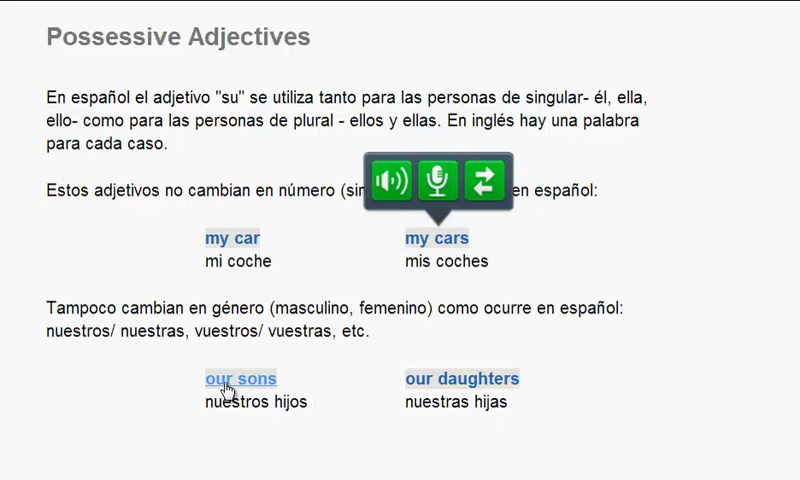 Possessive Adjectives
En español el adjetivo "su" se utiliza tanto para las personas de singular- él, ella,
ello- como para las personas de plural - ellos y ellas. En inglés hay una palabra
para cada caso.
Estos adjetivos no cambian en número (sin en español:
my car my cars
mi coche mis coches
Tampoco cambian en género (masculino, femenino) como ocurre en español:
nuestros/ nuestras, vuestros/ vuestras, etc.
our sons our daughters
nuestros hijos nuestras hijas